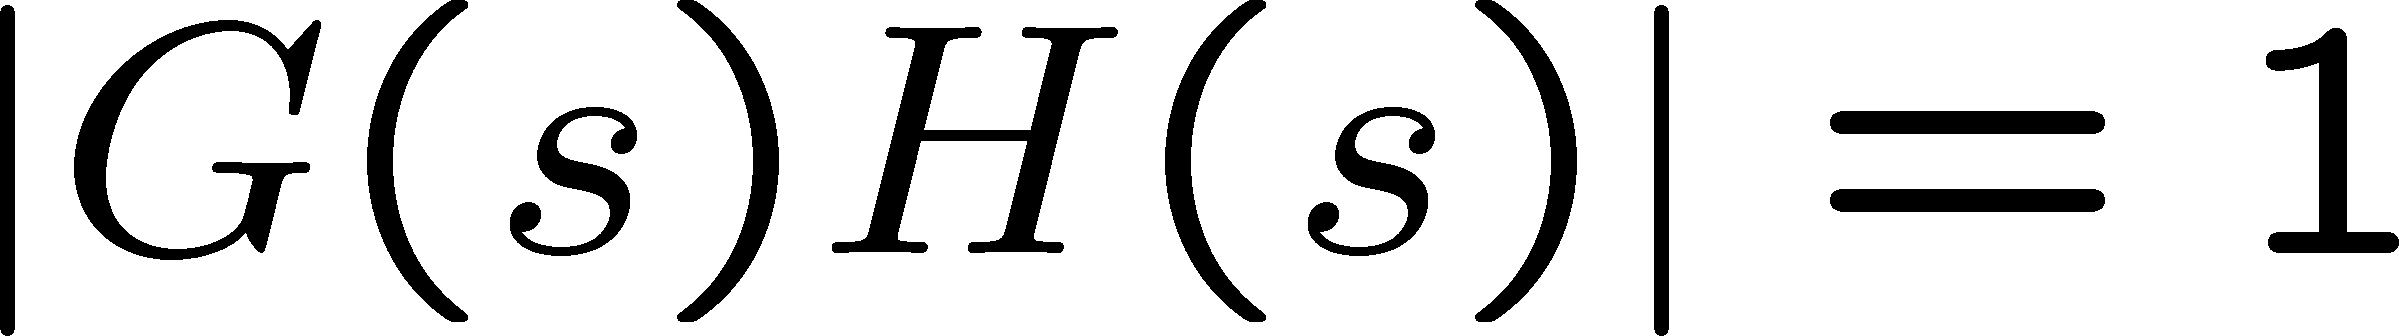 |G(s)H(s)| = 1